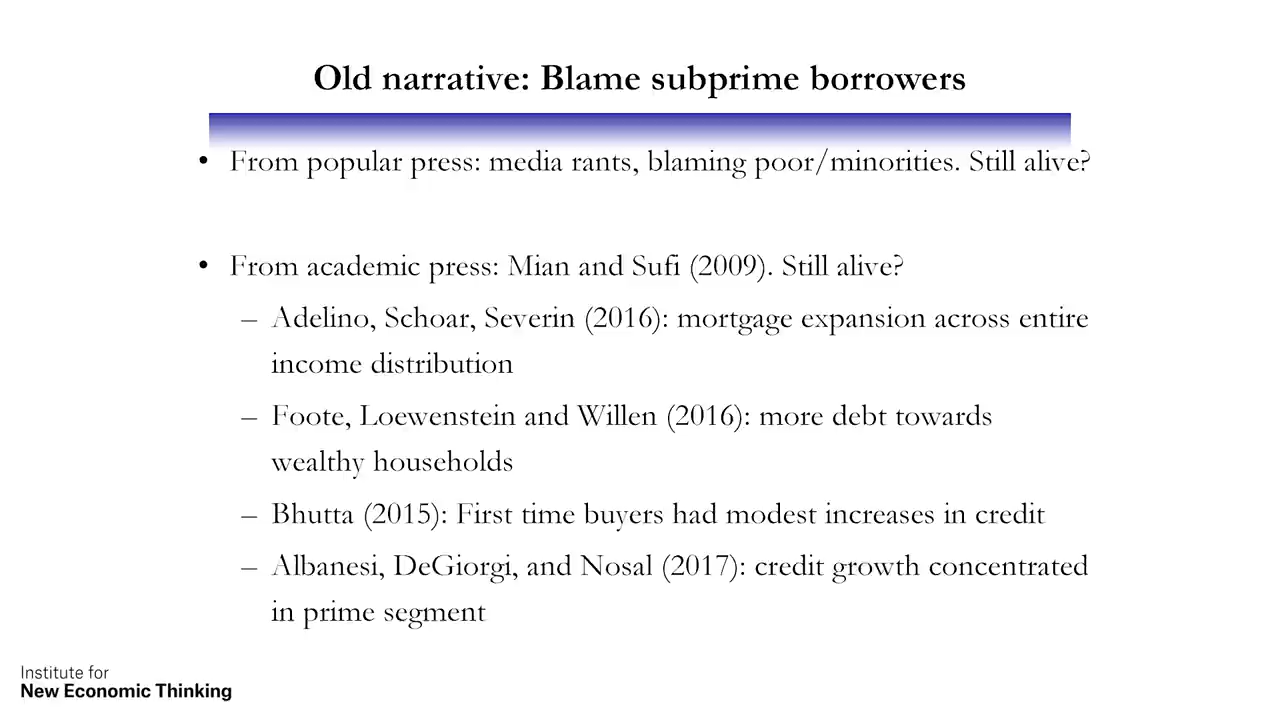 Old narrative: Blame subprime borrowers
• From popular press: media rants, blaming poor/minorities. Still alive?
• From academic press: Mian and Sufi (2009). Still alive?
– Adelino, Schoar, Severin (2016): mortgage expansion across entire
income distribution
– Foote, Loewenstein and Willen (2016): more debt towards
wealthy households
– Bhutta (2015): First time buyers had modest increases in credit
– Albanesi, DeGiorgi, and Nosal (2017): credit growth concentrated
in prime segment
Institute for
New Economic Thinking